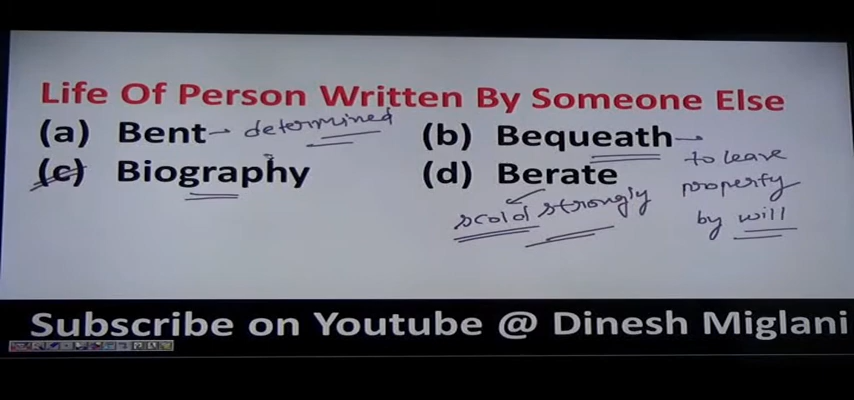 Life Of Person Written By Someone Else
(a) Bent → determined (b) Bequeath →
to leave
(c) Biography (d) Berate
property
scold strongly
by will
Subscribe on Youtube @ Dinesh Miglani